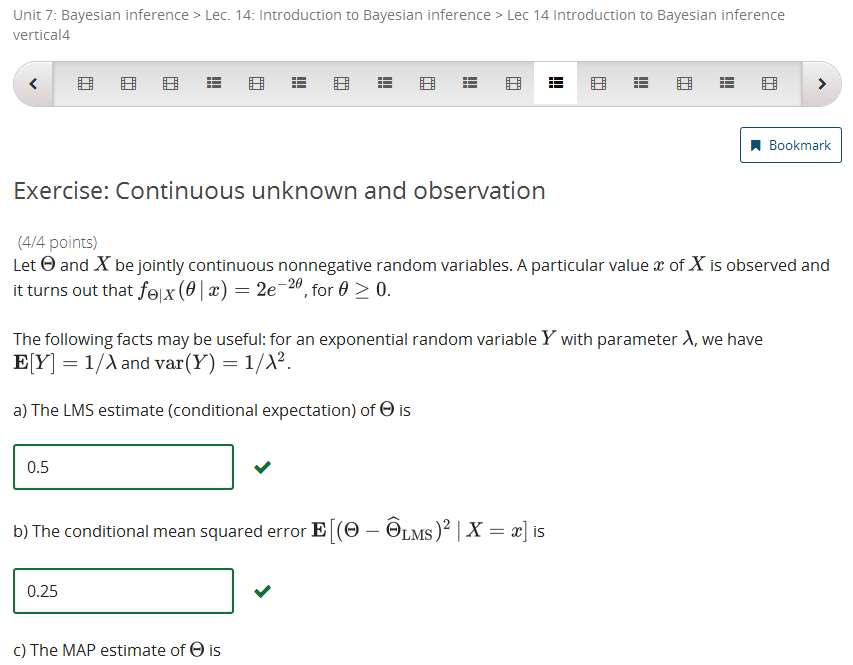 Unit 7: Bayesian inference > Lec. 14: Introduction to Bayesian inference > Lec 14 Introduction to Bayesian inference
vertical4
Bookmark
Exercise: Continuous unknown and observation
(4/4 points)
Let Θ and X be jointly continuous nonnegative random variables. A particular value x of X is observed and
it turns out that f_{Θ|X}(θ | x) = 2e^{−2θ}, for θ ≥ 0.
The following facts may be useful: for an exponential random variable Y with parameter λ, we have
E[Y] = 1/λ and var(Y) = 1/λ².
a) The LMS estimate (conditional expectation) of Θ is
0.5
b) The conditional mean squared error E[(Θ − Θ̂_{LMS})² | X = x] is
0.25
c) The MAP estimate of Θ is